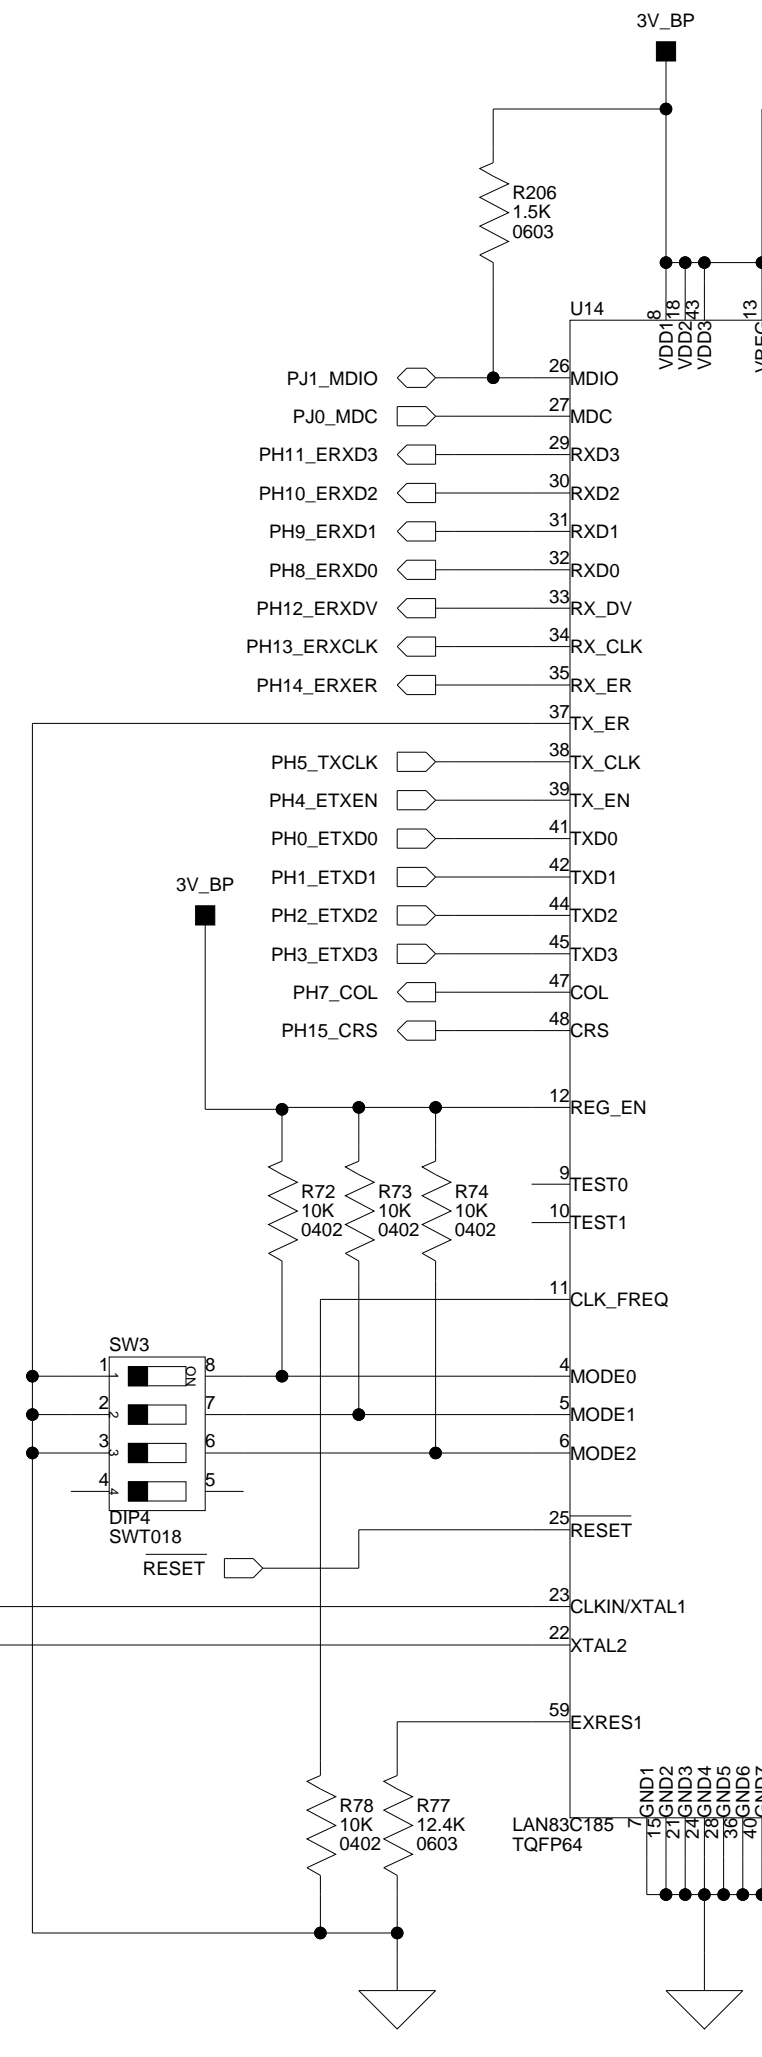 3V_BP
R206
1.5K
0603
U14
8
18
43
13
VDD1
VDD2
VDD3
PJ1_MDIO
26
MDIO
PJ0_MDC
27
MDC
PH11_ERXD3
29
RXD3
PH10_ERXD2
30
RXD2
PH9_ERXD1
31
RXD1
PH8_ERXD0
32
RXD0
PH12_ERXDV
33
RX_DV
PH13_ERXCLK
34
RX_CLK
PH14_ERXER
35
RX_ER
37
TX_ER
PH5_TXCLK
38
TX_CLK
PH4_ETXEN
39
TX_EN
PH0_ETXD0
41
TXD0
3V_BP
PH1_ETXD1
42
TXD1
PH2_ETXD2
44
TXD2
PH3_ETXD3
45
TXD3
PH7_COL
47
COL
PH15_CRS
48
CRS
12
REG_EN
9
TEST0
10
TEST1
R72
10K
0402
R73
10K
0402
R74
10K
0402
11
CLK_FREQ
SW3
1
1
ON
8
4
MODE0
2
2
7
5
MODE1
3
3
6
6
MODE2
4
4
5
DIP4
SWT018
RESET
25
RESET
23
CLKIN/XTAL1
22
XTAL2
59
EXRES1
R78
10K
0402
R77
12.4K
0603
LAN83C185
TQFP64
GND1
GND2
GND3
GND4
GND5
GND6
GND7
7
15
21
24
28
36
40